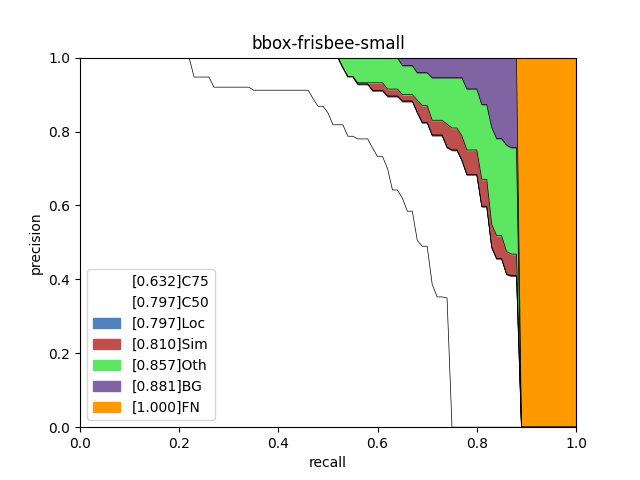 bbox-frisbee-small
1.0
0.8
0.6
0.4
0.2
0.0
precision
[0.632]C75
[0.797]C50
[0.797]Loc
[0.810]Sim
[0.857]Oth
[0.881]BG
[1.000]FN
0.0 0.2 0.4 0.6 0.8 1.0
recall